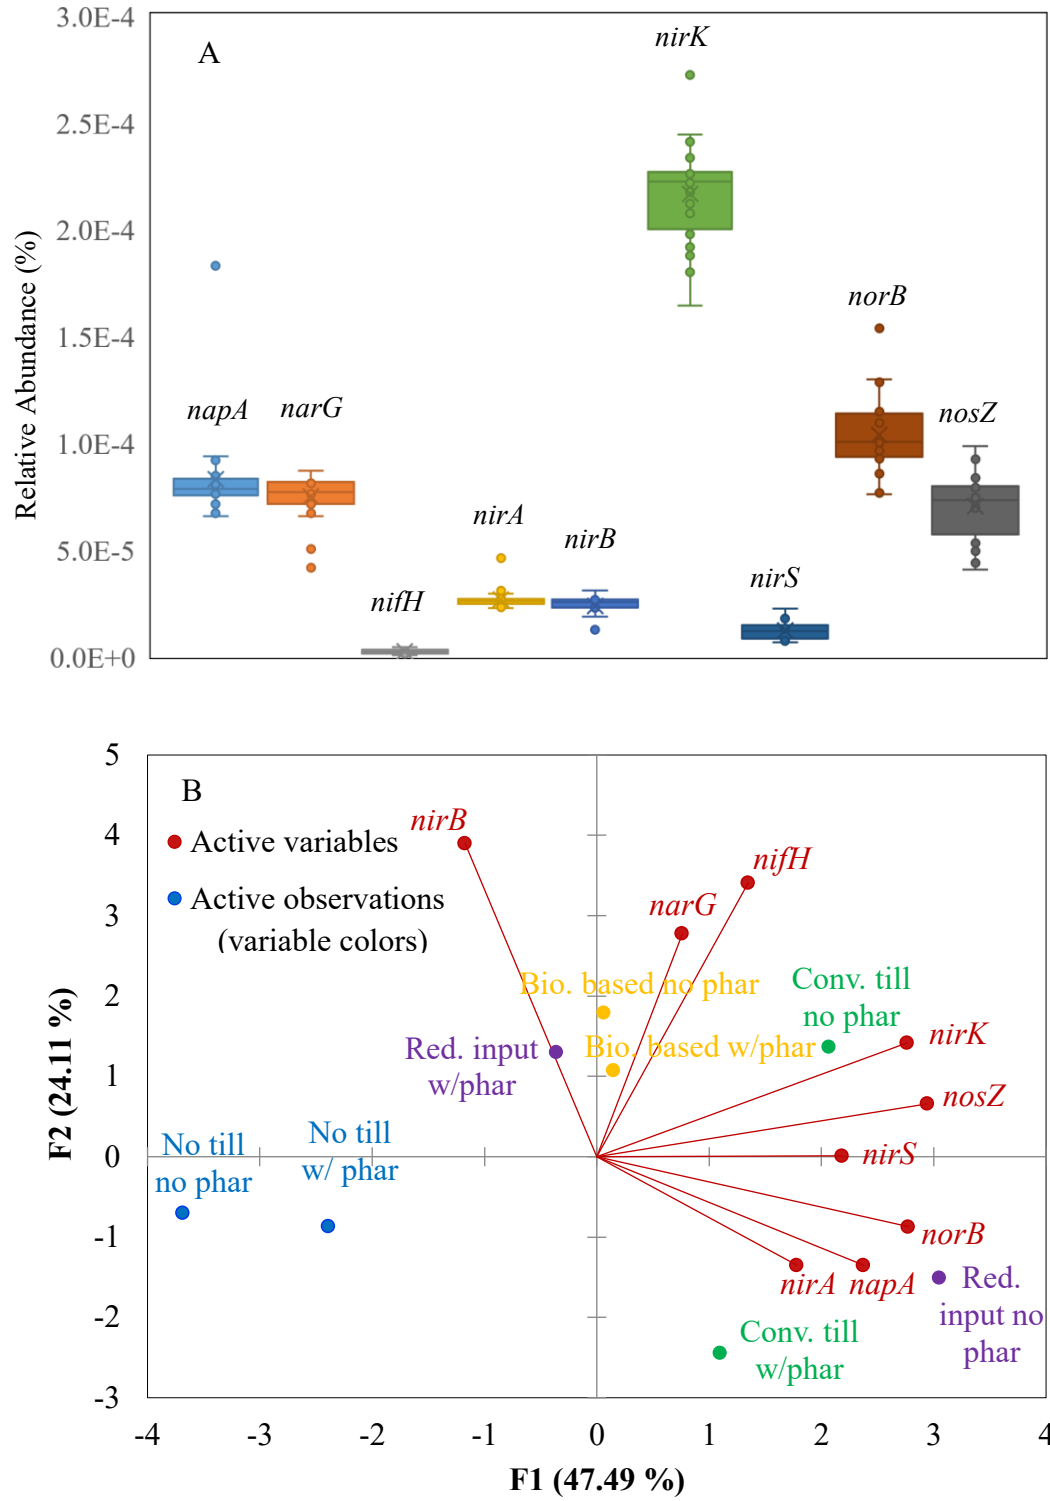 A
3.0E-4
2.5E-4
2.0E-4
1.5E-4
1.0E-4
5.0E-5
0.0E+0
Relative Abundance (%)
napA
narG
nifH
nirA
nirB
nirK
nirS
norB
nosZ
B
Active variables
Active observations
(variable colors)
nirB
nifH
narG
Bio. based no phar
Conv. till
no phar
nirK
Red. input
w/phar
Bio. based w/phar
nosZ
No till
no phar
No till
w/ phar
nirS
norB
nirA
napA
Red.
input no
phar
Conv. till
w/phar
5
4
3
2
1
0
-1
-2
-3
F2 (24.11 %)
-4
-3
-2
-1
0
1
2
3
4
F1 (47.49 %)